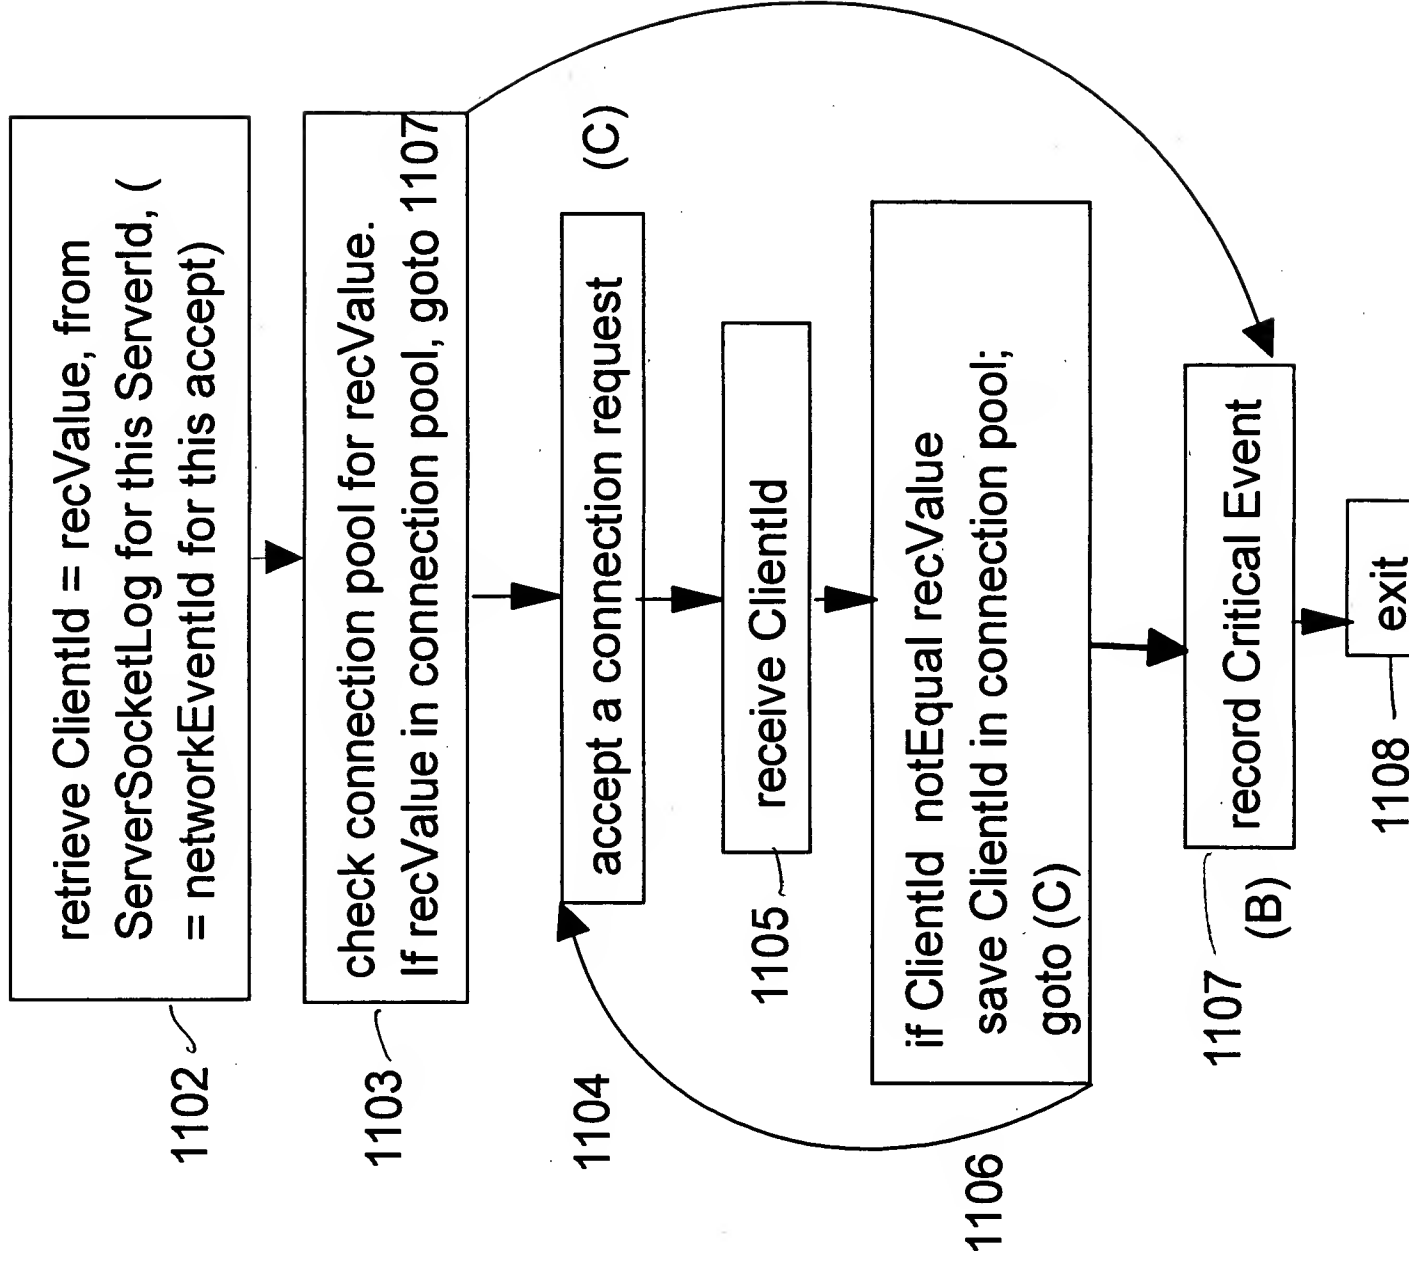 retrieve ClientId = recValue, from
ServerSocketLog for this ServerId, (
= networkEventId for this accept)
1102
check connection pool for recValue.
If recValue in connection pool, goto 1107
1103
(C)
accept a connection request
1104
receive ClientId
1105
if ClientId notEqual recValue
save ClientId in connection pool;
goto (C)
1106
record Critical Event
1107
(B)
exit
1108